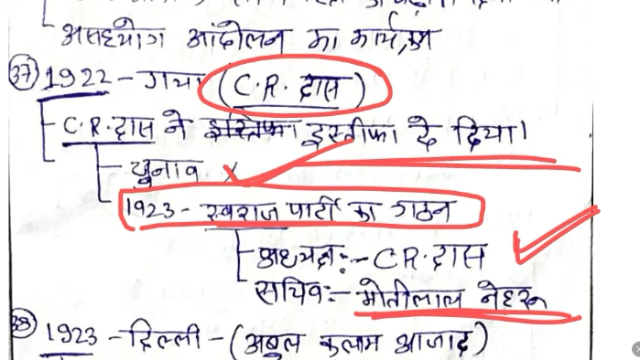 असहयोग आंदोलन का कार्यक्रम
(37) 1922 - गया (C.R. दास)
C.R. दास ने इस्तिफा इस्तीफा दे दिया।
चुनाव x
1923 - स्वराज पार्टी का गठन
अध्यक्ष:- C.R. दास
सचिव:- मोतीलाल नेहरू
(38) 1923 - दिल्ली - (अबुल कलाम आजाद)